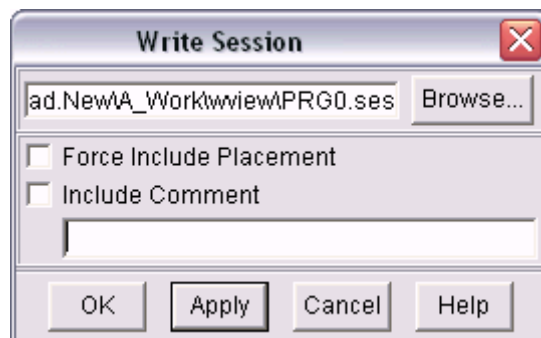 Write Session
ad.New\A_Work\wview\PRG0.ses Browse...
Force Include Placement
Include Comment
OK Apply Cancel Help